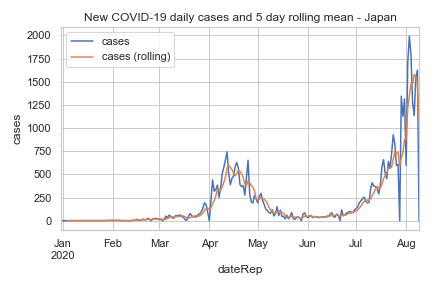 New COVID-19 daily cases and 5 day rolling mean - Japan
cases
cases (rolling)
2000
1750
1500
1250
1000
750
500
250
0
cases
Jan Feb Mar Apr May Jun Jul Aug
2020
dateRep